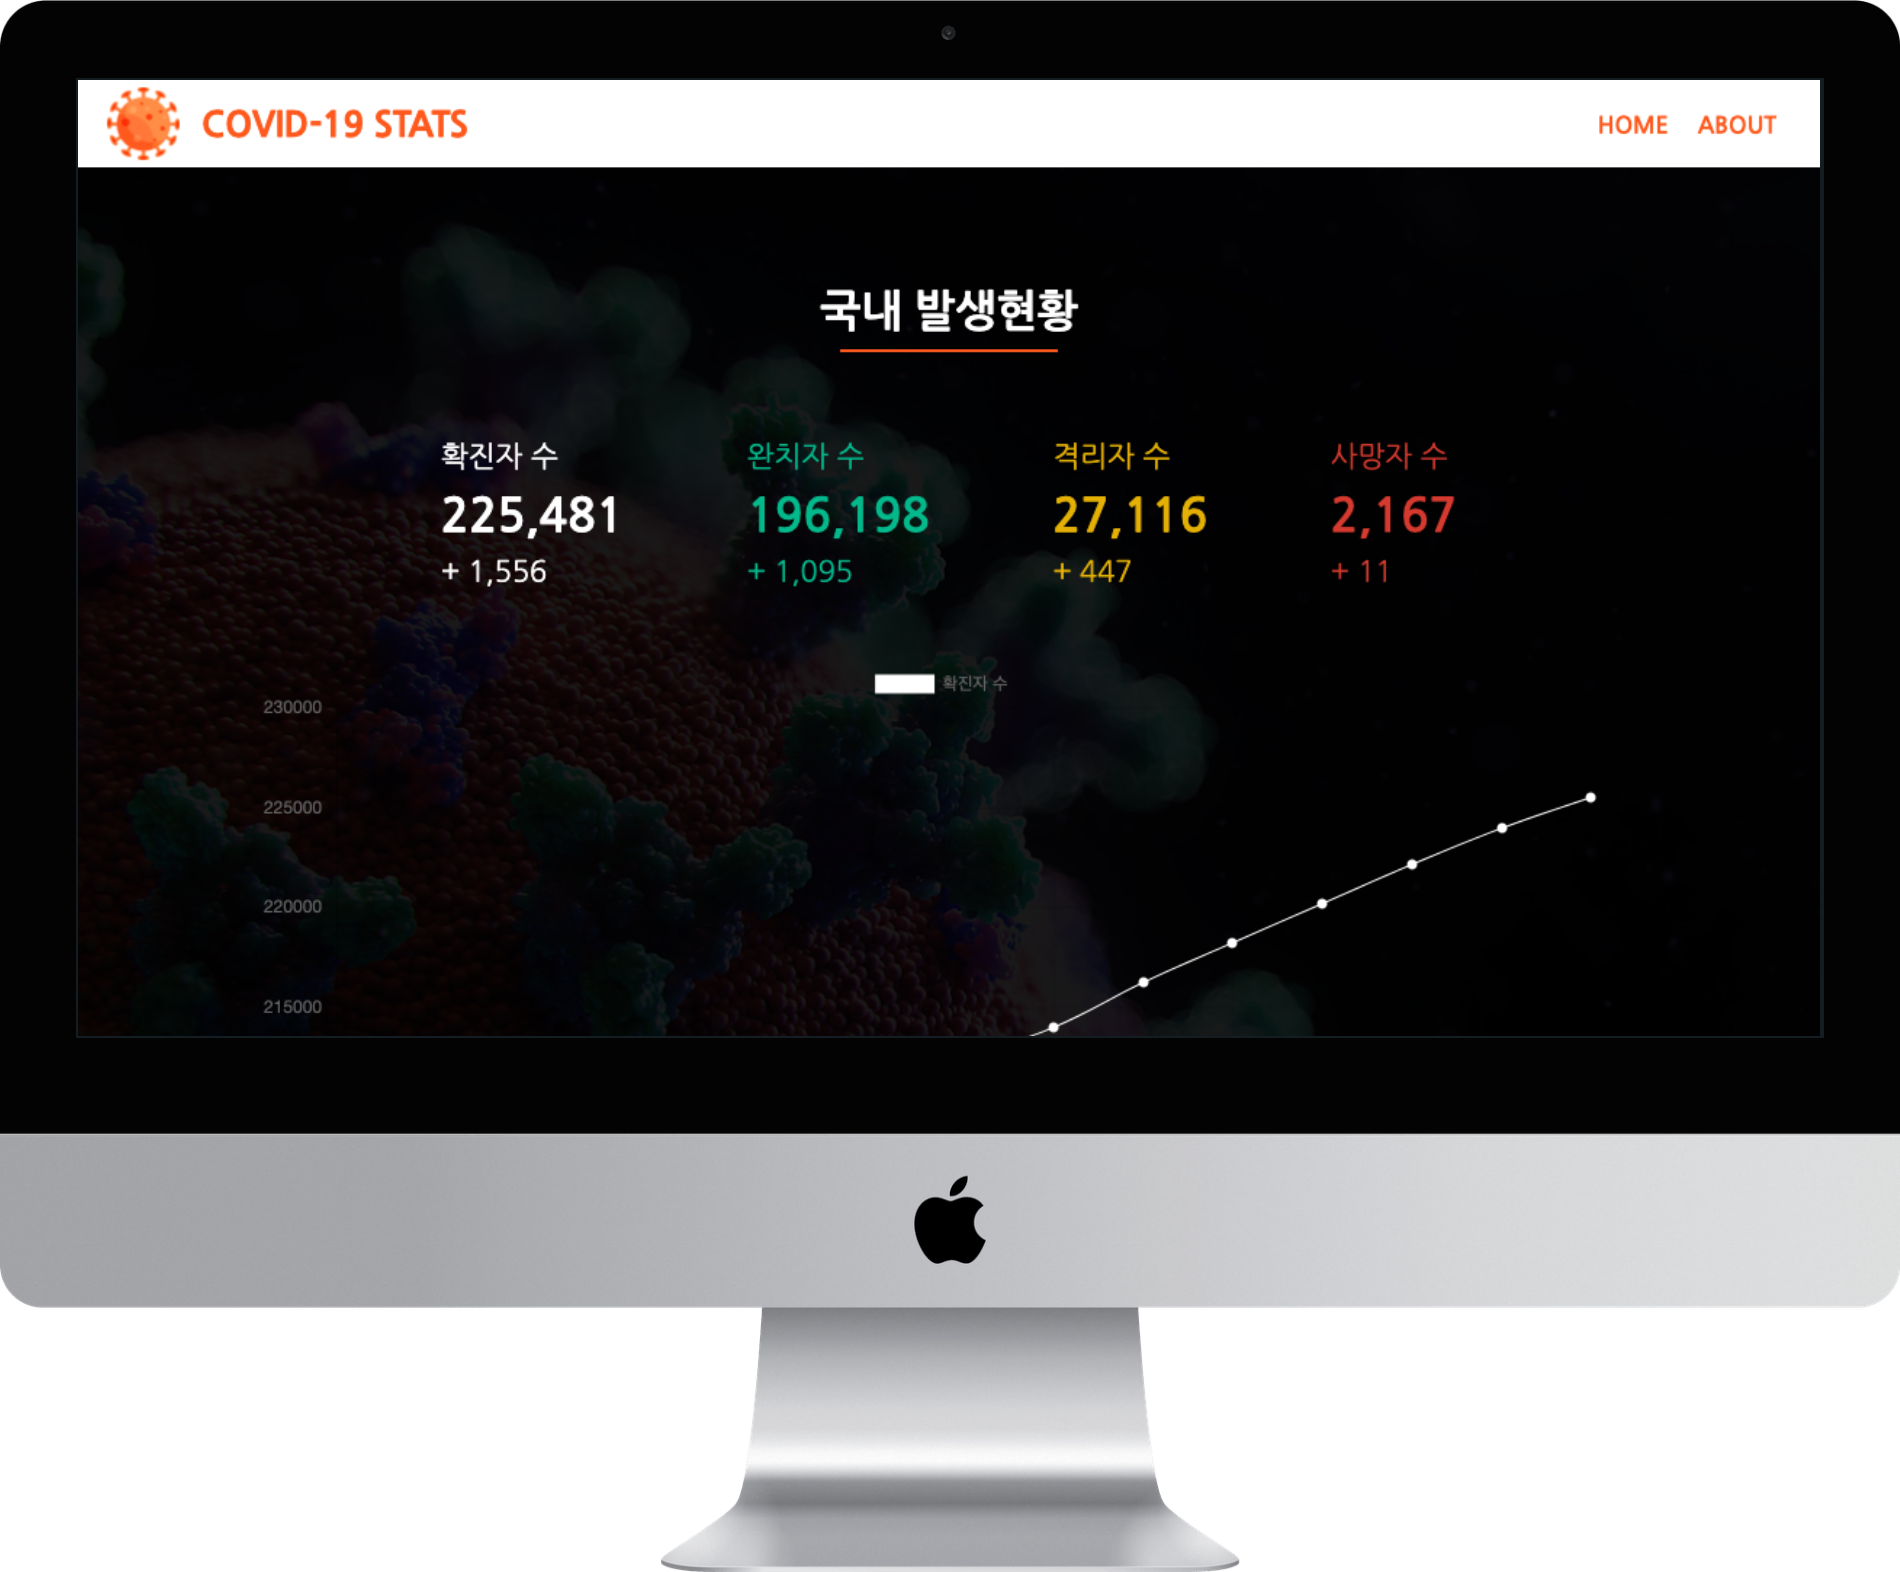 COVID-19 STATS
HOME ABOUT
국내 발생현황
확진자 수 완치자 수 격리자 수 사망자 수
225,481 196,198 27,116 2,167
+ 1,556 + 1,095 + 447 + 11
확진자 수
230000
225000
220000
215000